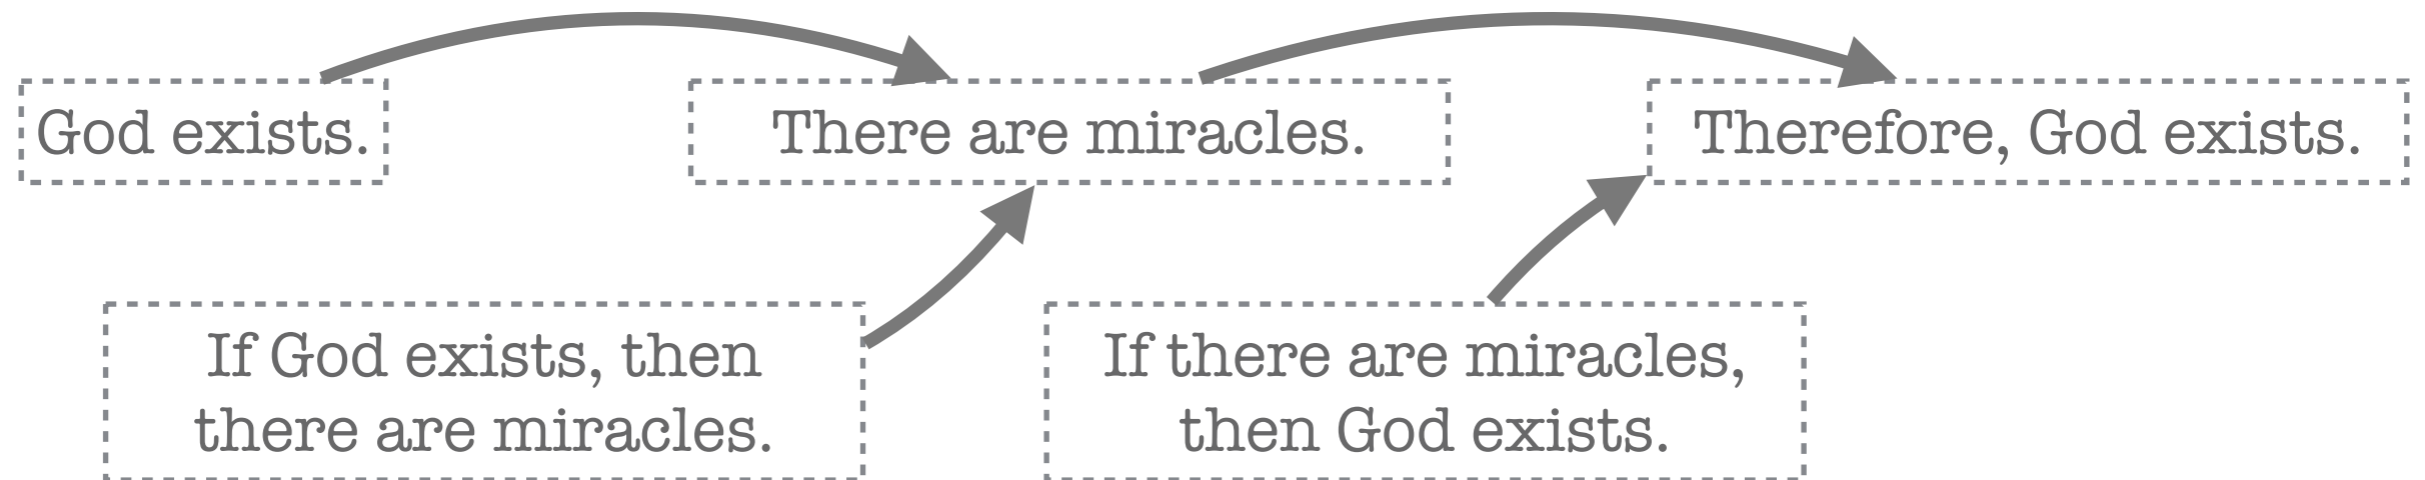 God exists.
There are miracles.
Therefore, God exists.
If God exists, then
there are miracles.
If there are miracles,
then God exists.